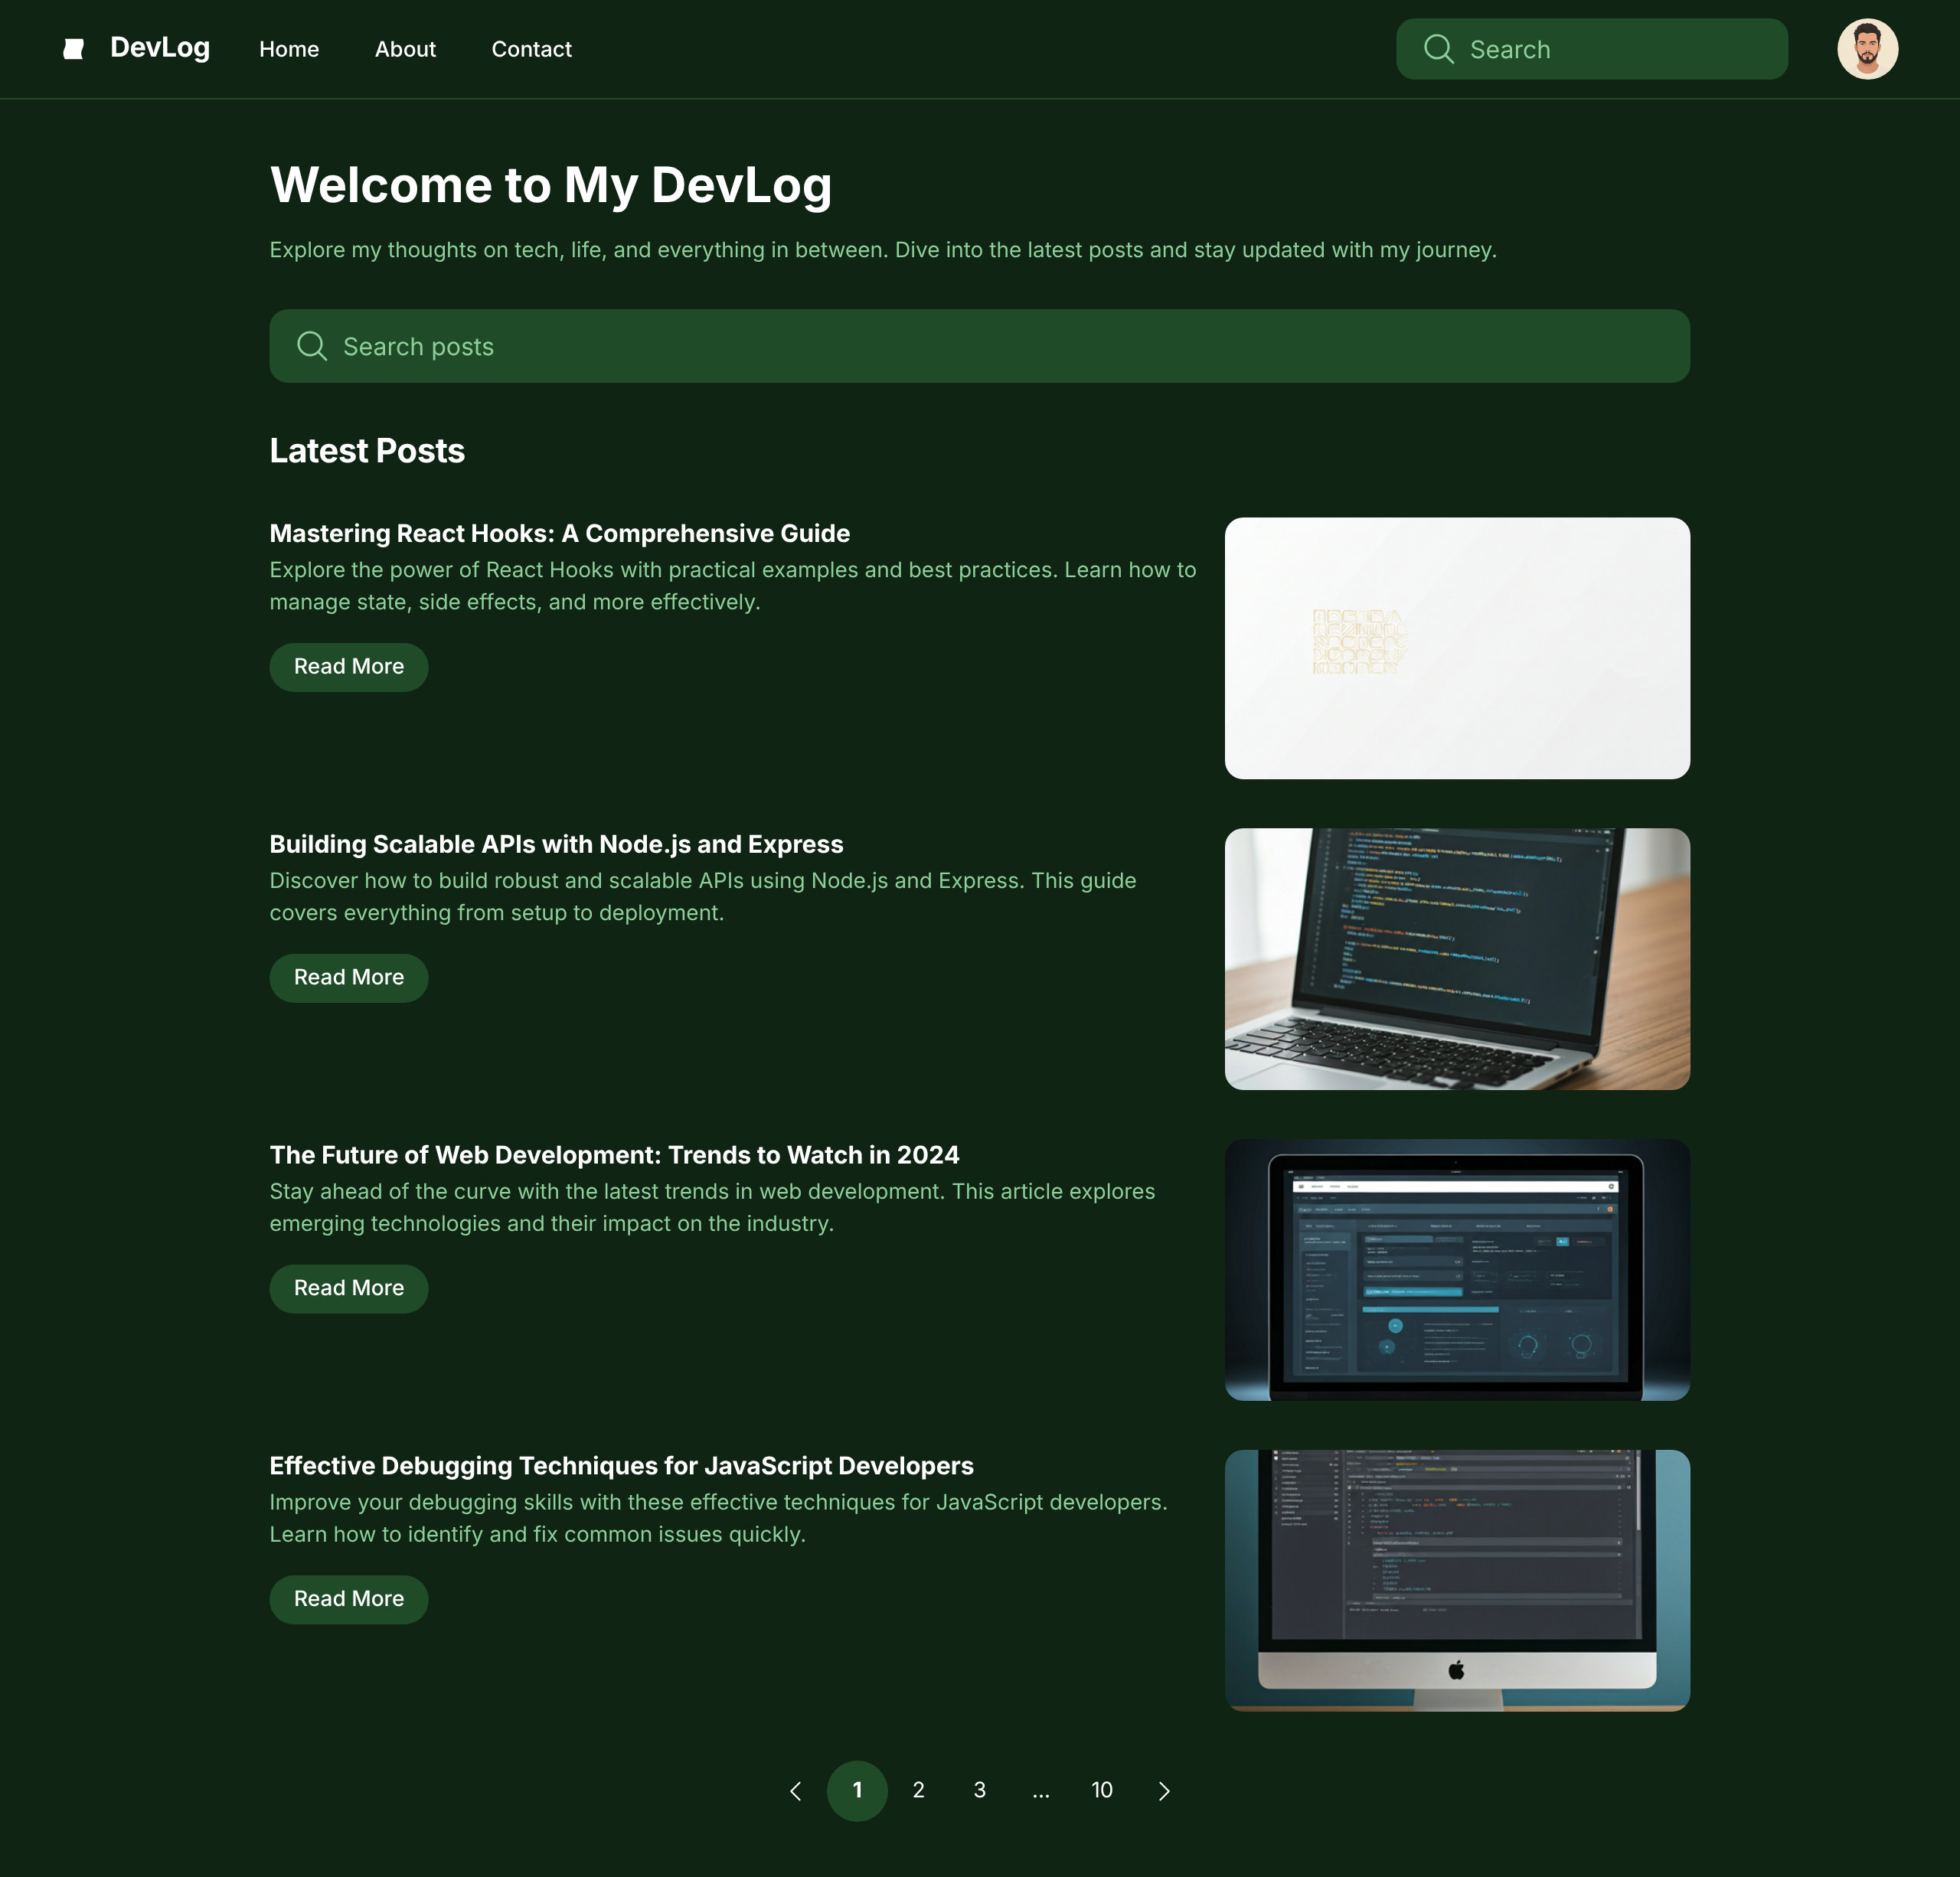 DevLog
Home
About
Contact
Search
Welcome to My DevLog
Explore my thoughts on tech, life, and everything in between. Dive into the latest posts and stay updated with my journey.
Search posts
Latest Posts
Mastering React Hooks: A Comprehensive Guide
Explore the power of React Hooks with practical examples and best practices. Learn how to
manage state, side effects, and more effectively.
Read More
Building Scalable APIs with Node.js and Express
Discover how to build robust and scalable APIs using Node.js and Express. This guide
covers everything from setup to deployment.
Read More
The Future of Web Development: Trends to Watch in 2024
Stay ahead of the curve with the latest trends in web development. This article explores
emerging technologies and their impact on the industry.
Read More
Effective Debugging Techniques for JavaScript Developers
Improve your debugging skills with these effective techniques for JavaScript developers.
Learn how to identify and fix common issues quickly.
Read More
1 2 3 ... 10